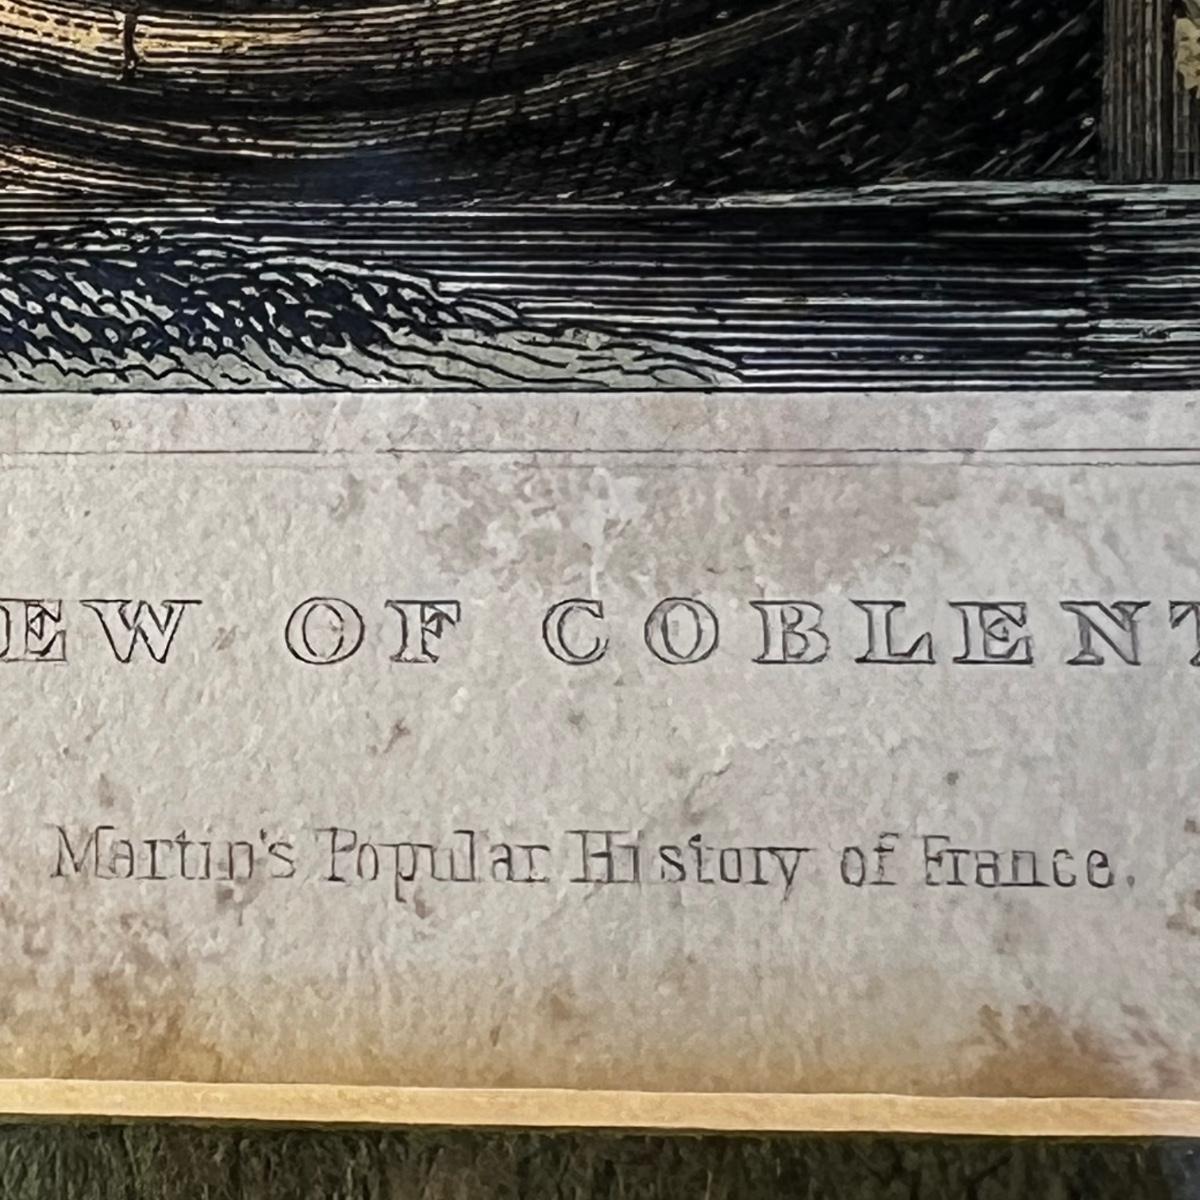 EW OF COBLENT
Martin's Popular History of France.